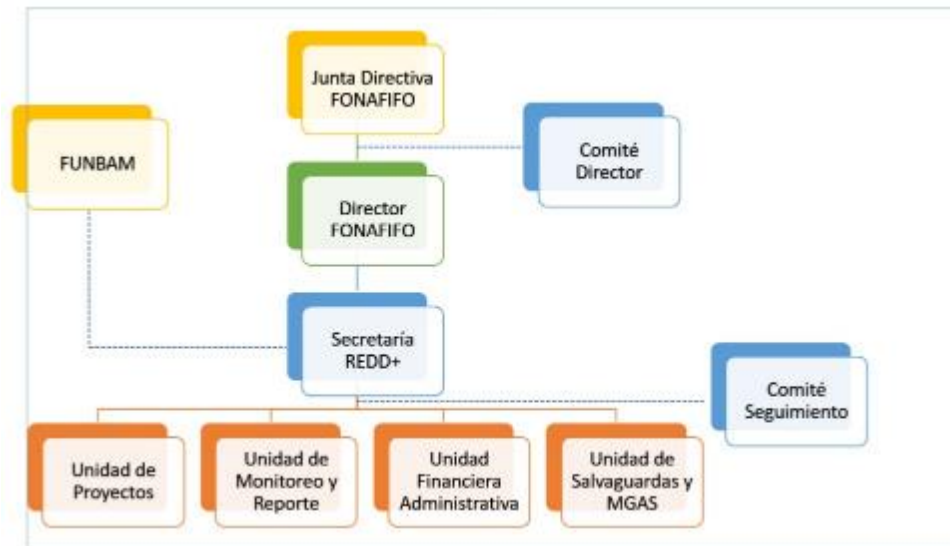 Junta Directiva
FONAFIFO
FUNBAM
Comité
Director
Director
FONAFIFO
Secretaría
REDD+
Comité
Seguimiento
Unidad de
Proyectos
Unidad de
Monitoreo y
Reporte
Unidad
Financiera
Administrativa
Unidad de
Salvaguardas y
MGAS